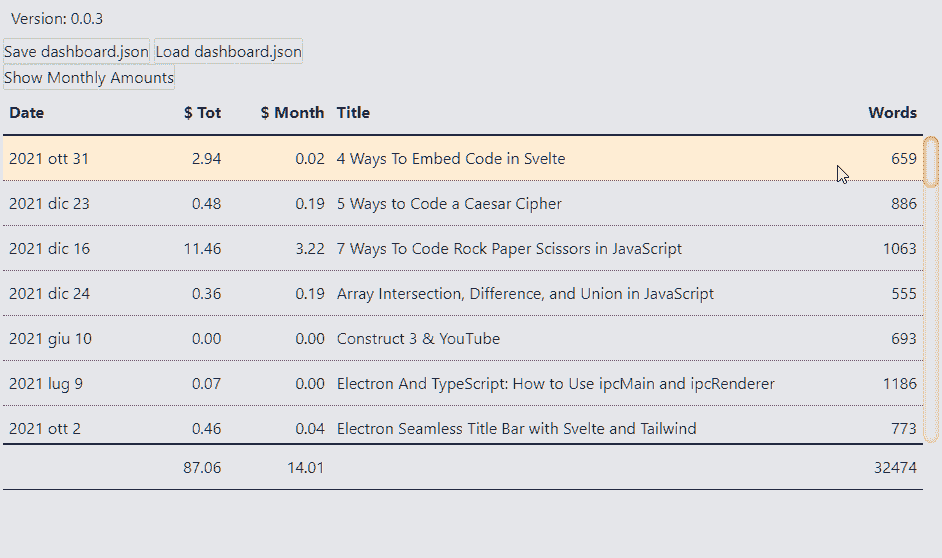 Version: 0.0.3
Save dashboard.json Load dashboard.json
Show Monthly Amounts
Date $ Tot $ Month Title Words
2021 ott 31 2.94 0.02 4 Ways To Embed Code in Svelte 659
2021 dic 23 0.48 0.19 5 Ways to Code a Caesar Cipher 886
2021 dic 16 11.46 3.22 7 Ways To Code Rock Paper Scissors in JavaScript 1063
2021 dic 24 0.36 0.19 Array Intersection, Difference, and Union in JavaScript 555
2021 giu 10 0.00 0.00 Construct 3 & YouTube 693
2021 lug 9 0.07 0.00 Electron And TypeScript: How to Use ipcMain and ipcRenderer 1186
2021 ott 2 0.46 0.04 Electron Seamless Title Bar with Svelte and Tailwind 773
87.06 14.01 32474